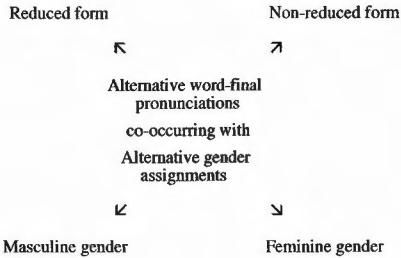 Reduced form Non-reduced form
Alternative word-final
pronunciations
co-occurring with
Alternative gender
assignments
Masculine gender Feminine gender